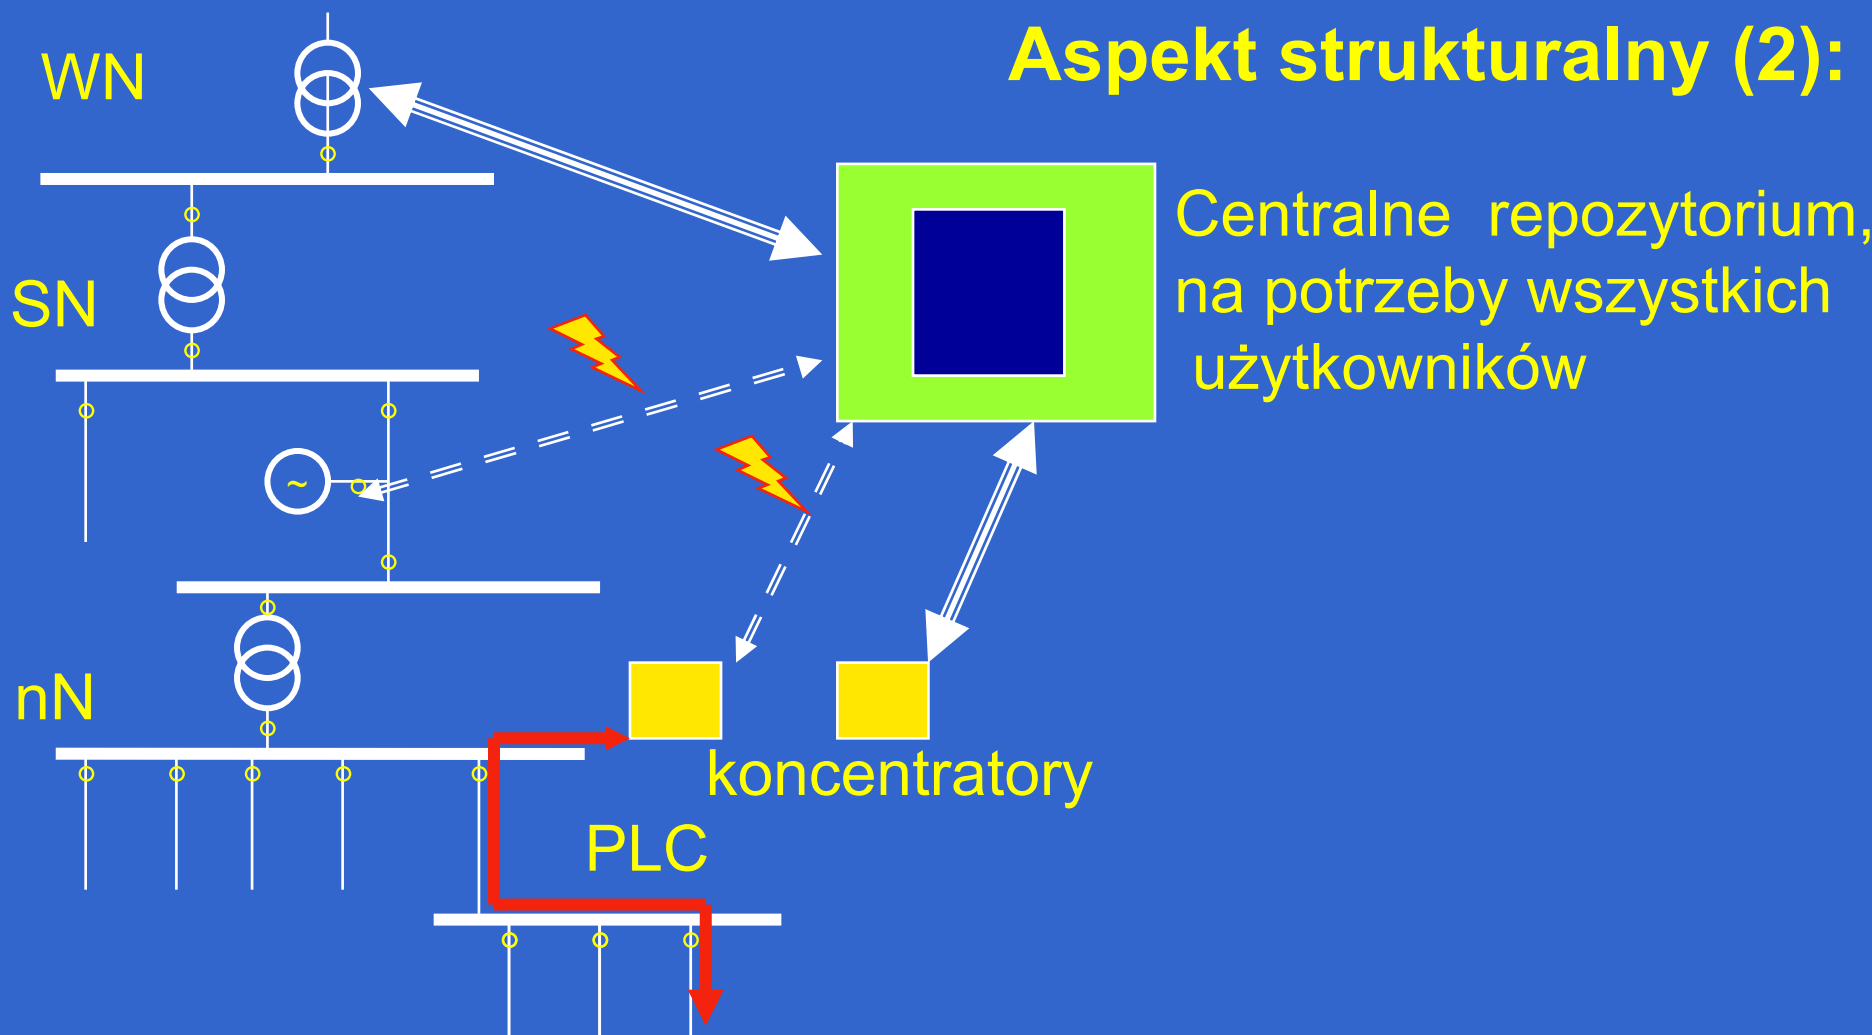 Aspekt strukturalny (2):
WN
Centralne repozytorium,
na potrzeby wszystkich
użytkowników
SN
~
nN
koncentratory
PLC